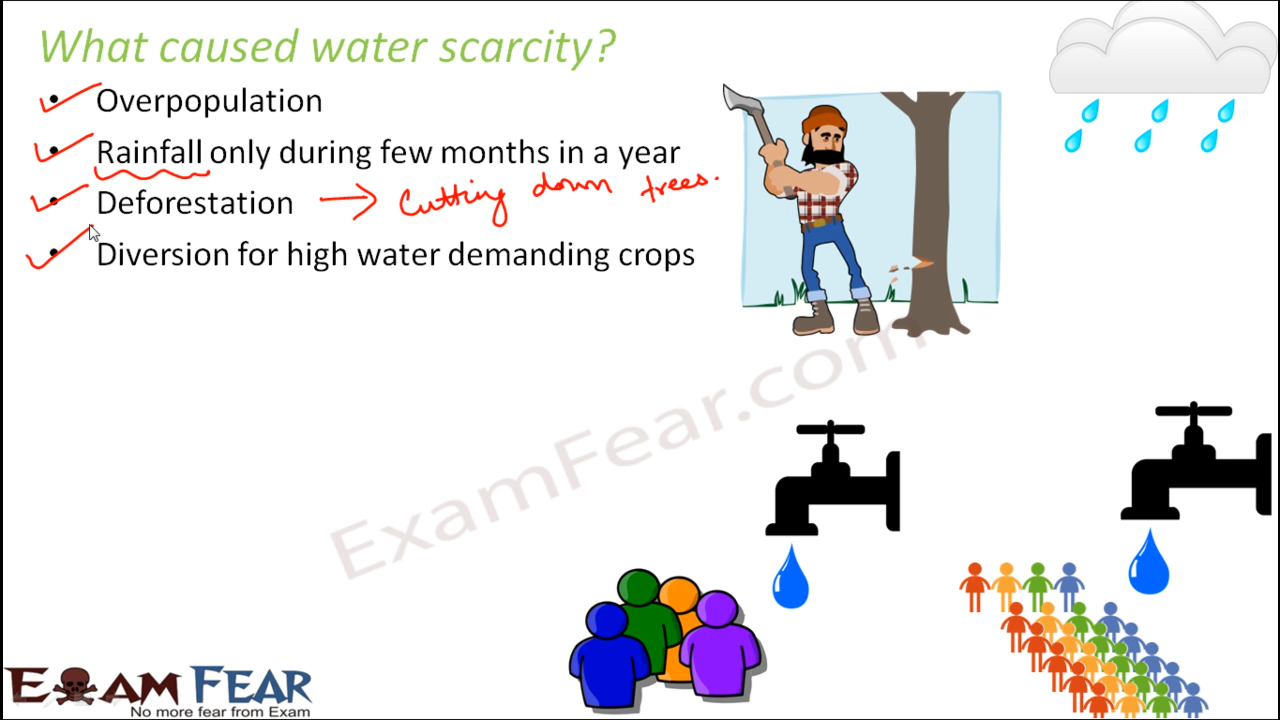 What caused water scarcity?
• Overpopulation
• Rainfall only during few months in a year
• Deforestation → Cutting down trees.
• Diversion for high water demanding crops
ExamFear.com
EXAM FEAR
No more fear from Exam